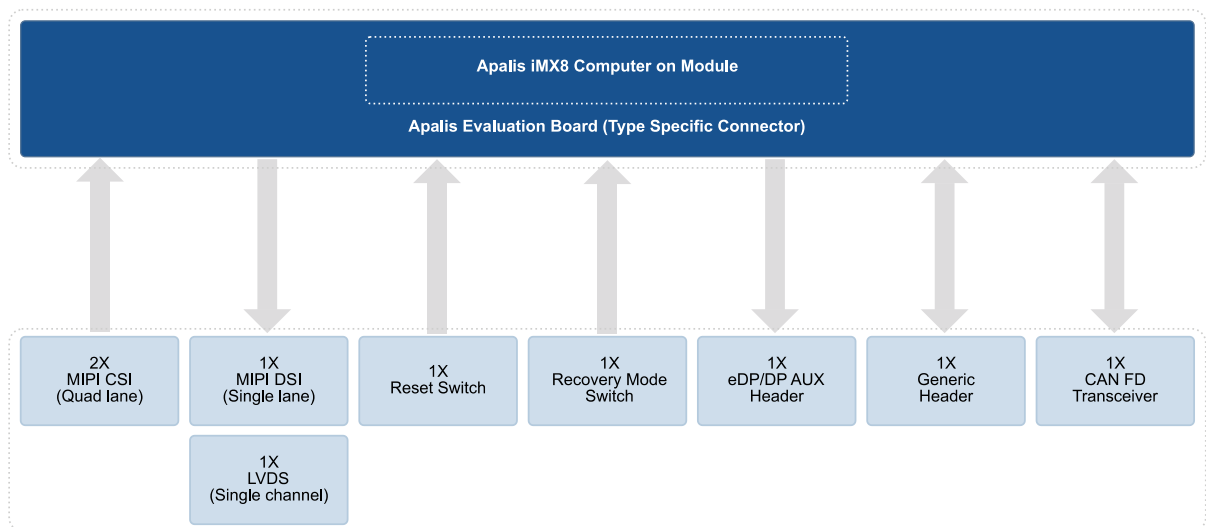 Apalis iMX8 Computer on Module
Apalis Evaluation Board (Type Specific Connector)
2X
MIPI CSI
(Quad lane)
1X
MIPI DSI
(Single lane)
1X
Reset Switch
1X
Recovery Mode
Switch
1X
eDP/DP AUX
Header
1X
Generic
Header
1X
CAN FD
Transceiver
1X
LVDS
(Single channel)